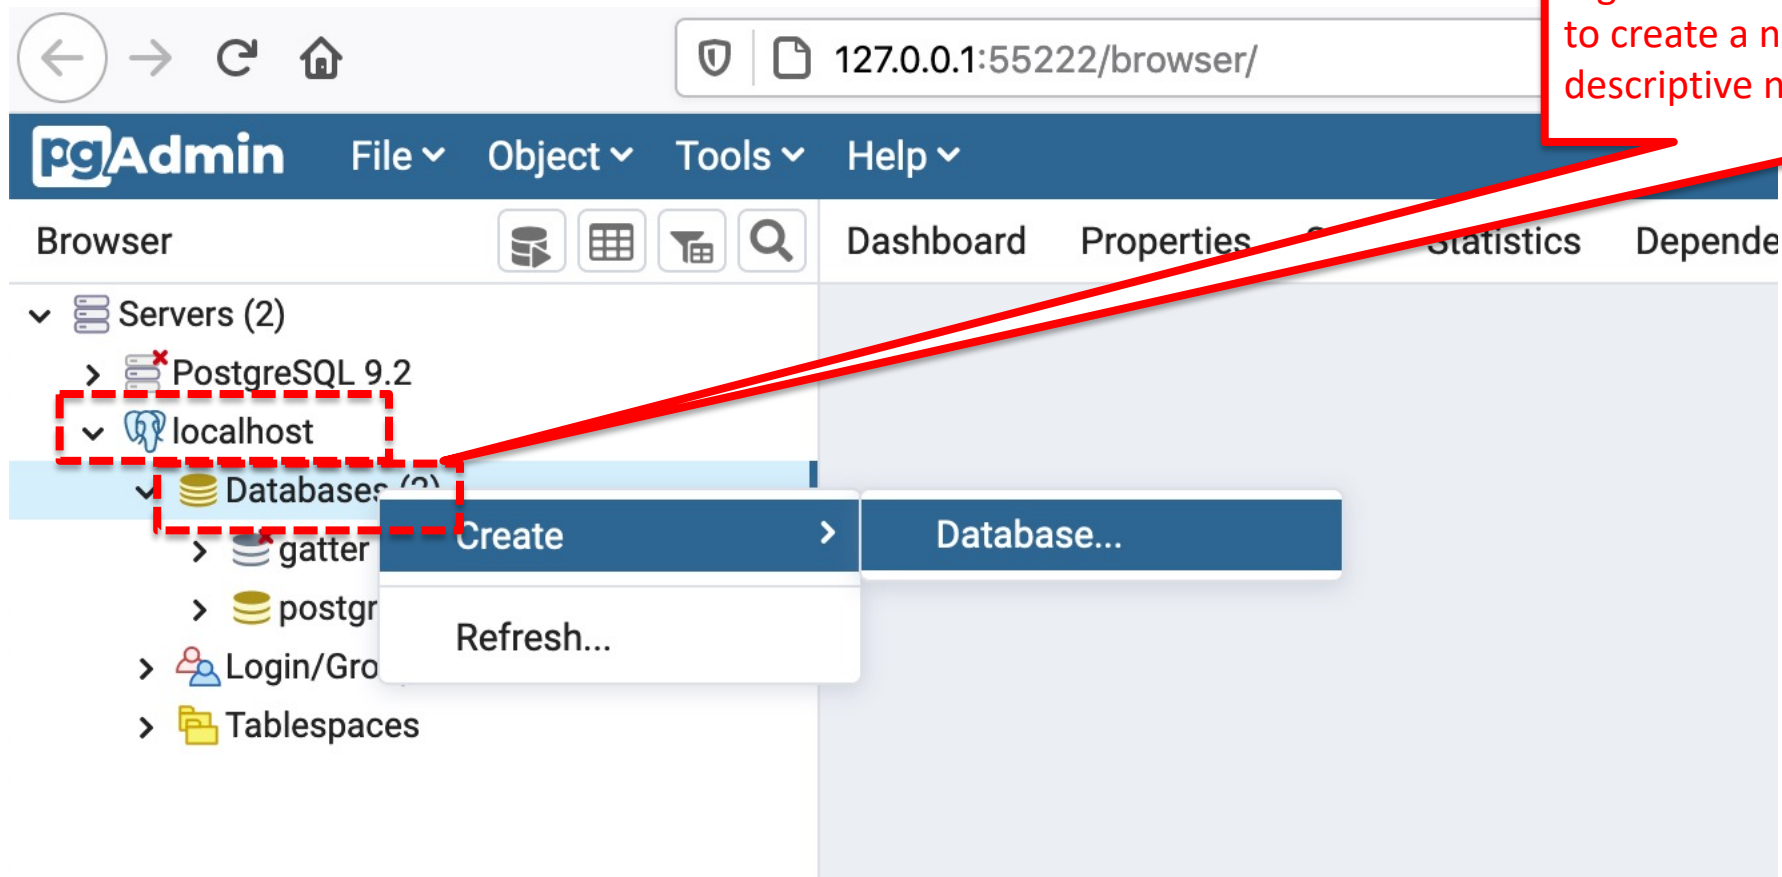 to create a n
descriptive n
127.0.0.1:55222/browser/
pgAdmin File Object Tools Help
Browser
Dashboard Properties Statistics Depende
Servers (2)
PostgreSQL 9.2
localhost
Databases (2)
Create Database...
gatter
postgr
Refresh...
Login/Gro
Tablespaces